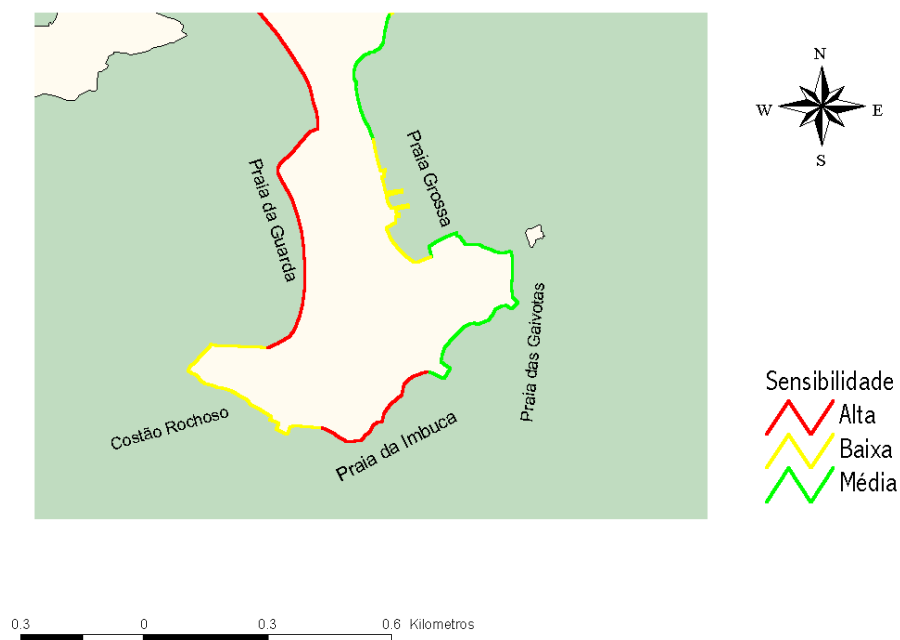 N
W
E
S
Praia Grossa
Praia da Guarda
Praia das Gaivotas
Costão Rochoso
Praia da Imbuca
Sensibilidade
Alta
Baixa
Média
0.3 0 0.3 0.6 Kilometros